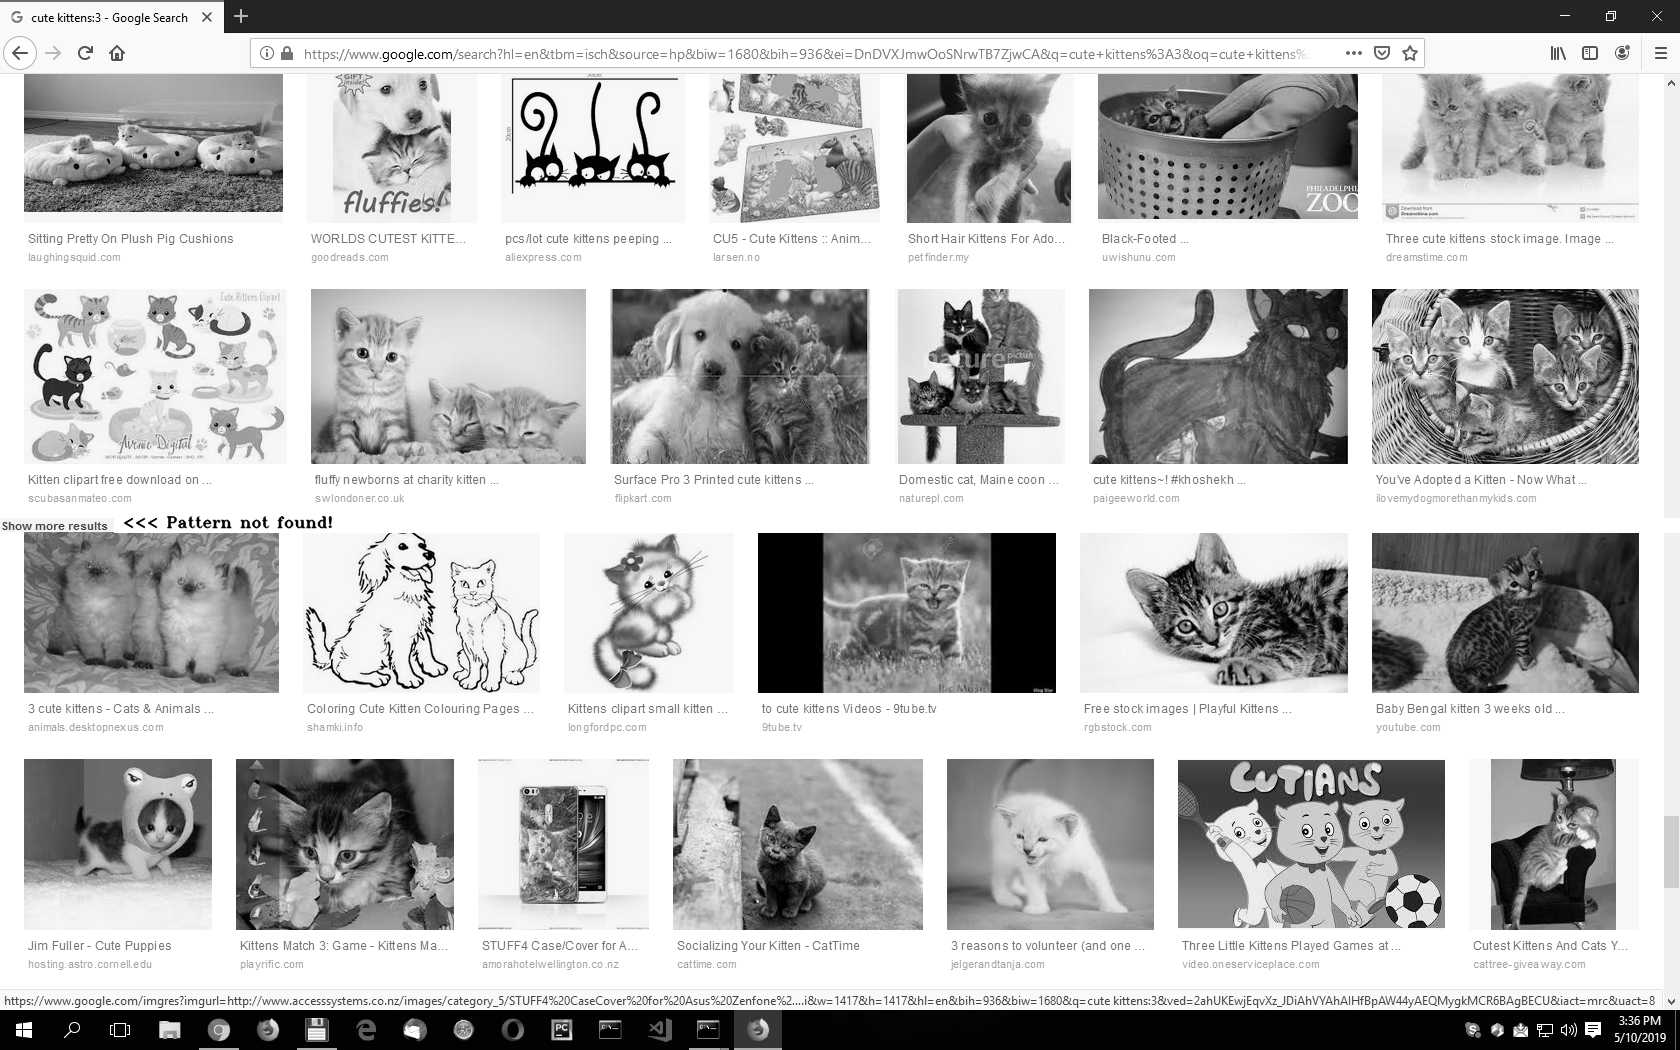 cute kittens:3 - Google Search
https://www.google.com/search?hl=en&tbm=isch&source=hp&biw=1680&bih=936&ei=DnDVXJmwOoSNrwTB7ZjwCA&q=cute+kittens%3A3&oq=cute+kittens%
GIFT
fluffies!
PHILADELPHI
ZOO
Sitting Pretty On Plush Pig Cushions
laughingsquid.com
WORLDS CUTEST KITTE...
goodreads.com
pcs/lot cute kittens peeping ...
aliexpress.com
CU5 - Cute Kittens :: Anim...
larsen.no
Short Hair Kittens For Ado...
petfinder.my
Black-Footed ...
uwishunu.com
Three cute kittens stock image. Image ...
dreamstime.com
Cute Kittens Clipart
Avenie Digital
nature picture
Kitten clipart free download on ...
scubasanmateo.com
fluffy newborns at charity kitten ...
swlondoner.co.uk
Surface Pro 3 Printed cute kittens ...
flipkart.com
Domestic cat, Maine coon ...
naturepl.com
cute kittens~! #khoshekh ...
paigeeworld.com
You've Adopted a Kitten - Now What ...
ilovemydogmorethanmykids.com
Show more results <<< Pattern not found!
3 cute kittens - Cats & Animals ...
animals.desktopnexus.com
Coloring Cute Kitten Colouring Pages ...
shamki.info
Kittens clipart small kitten ...
longfordpc.com
to cute kittens Videos - 9tube.tv
9tube.tv
Free stock images | Playful Kittens ...
rgbstock.com
Baby Bengal kitten 3 weeks old ...
youtube.com
CUTIANS
Jim Fuller - Cute Puppies
hosting.astro.cornell.edu
Kittens Match 3: Game - Kittens Ma...
playrific.com
STUFF4 Case/Cover for A...
amorahotelwellington.co.nz
Socializing Your Kitten - CatTime
cattime.com
3 reasons to volunteer (and one ...
jelgerandtanja.com
Three Little Kittens Played Games at ...
video.oneserviceplace.com
Cutest Kittens And Cats Y...
cattree-giveaway.com
https://www.google.com/imgres?imgurl=http://www.accesssystems.co.nz/images/category_5/STUFF4%20CaseCover%20for%20Asus%20Zenfone%2....i&w=1417&h=1417&hl=en&bih=936&biw=1680&q=cute kittens:3&ved=2ahUKEwjEqvXz_JDiAhVYAhAIHfBpAW44yAEQMygkMCR6BAgBECU&iact=mrc&uact=8
3:36 PM
5/10/2019